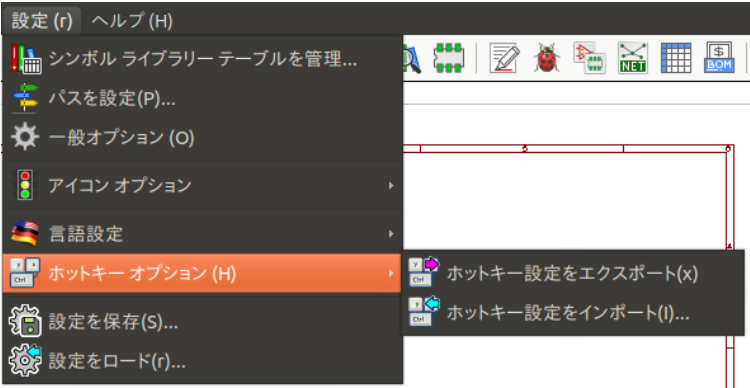 設定 (r) ヘルプ (H)
シンボル ライブラリー テーブルを管理...
パスを設定(P)...
一般オプション (O)
アイコン オプション
言語設定
ホットキー オプション (H)
ホットキー設定をエクスポート(x)
ホットキー設定をインポート(I)...
設定を保存(S)...
設定をロード(r)...
NET
BOM
Ctrl
Ctrl
Ctrl